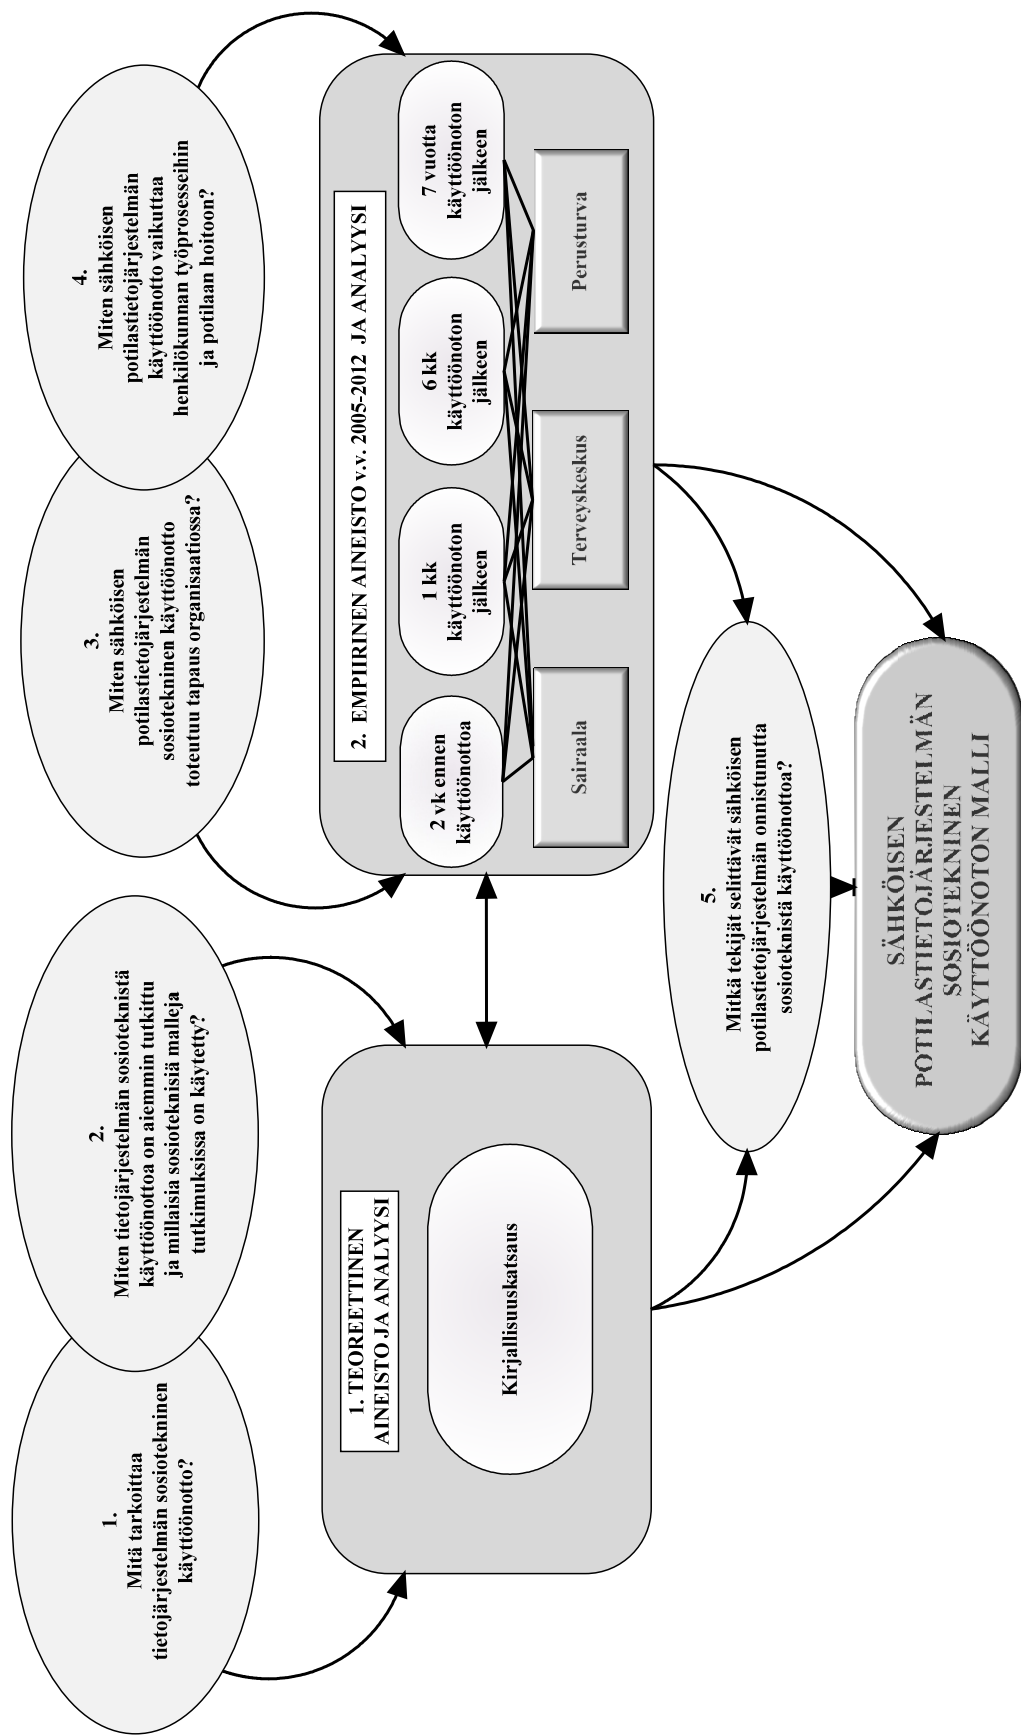 1.
Mitä tarkoittaa
tietojärjestelmän sosiotekninen
käyttöönotto?
2.
Miten tietojärjestelmän sosioteknistä
käyttöönottoa on aiemmin tutkittu
ja millaisia sosioteknisiä malleja
tutkimuksissa on käytetty?
3.
Miten sähköisen
potilastietojärjestelmän
sosiotekninen käyttöönotto
toteutuu tapaus organisaatiossa?
4.
Miten sähköisen
potilastietojärjestelmän
käyttöönotto vaikuttaa
henkilökunnan työprosesseihin
ja potilaan hoitoon?
1. TEOREETTINEN
AINEISTO JA ANALYYSI
Kirjallisuuskatsaus
2. EMPIIRINEN AINEISTO v.v. 2005-2012 JA ANALYYSI
2 vk ennen
käyttöönottoa
1 kk
käyttöönoton
jälkeen
6 kk
käyttöönoton
jälkeen
7 vuotta
käyttöönoton
jälkeen
Sairaala
Terveyskeskus
Perusturva
5.
Mitkä tekijät selittävät sähköisen
potilastietojärjestelmän onnistunutta
sosioteknistä käyttöönottoa?
SÄHKÖISEN
POTILASTIETOJÄRJESTELMÄN
SOSIOTEKNINEN
KÄYTTÖÖNOTON MALLI